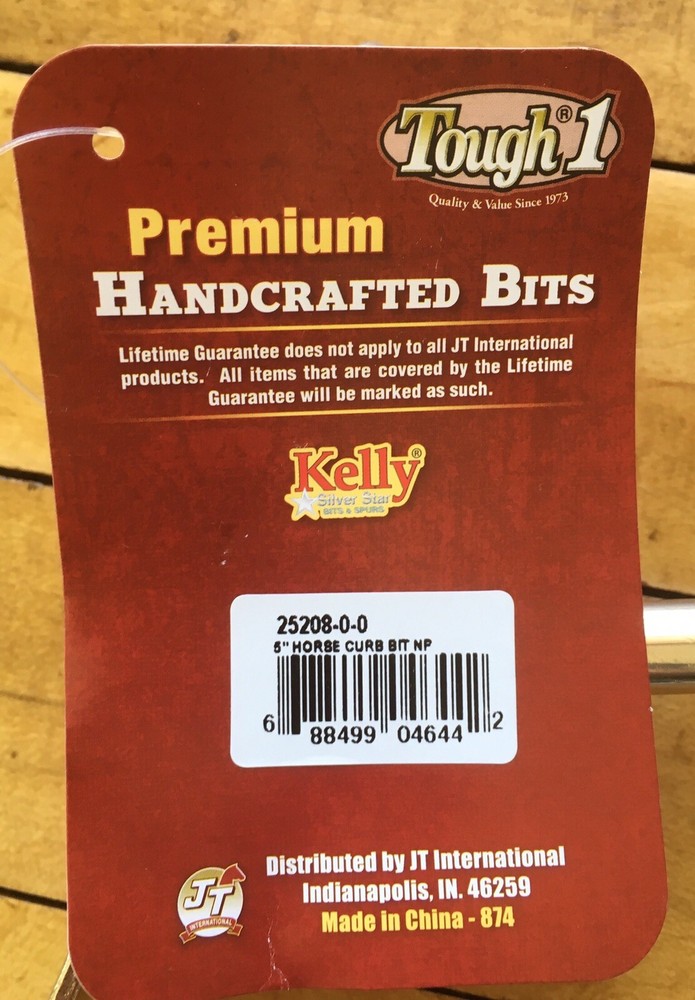 Tough®1
Quality & Value Since 1973
Premium
HANDCRAFTED BITS
Lifetime Guarantee does not apply to all JT International
products. All items that are covered by the Lifetime
Guarantee will be marked as such.
Kelly®
Silver Star
BITS & SPURS
25208-0-0
5" HORSE CURB BIT NP
6 88499 04644 2
JT
INTERNATIONAL
Distributed by JT International
Indianapolis, IN. 46259
Made in China - 874